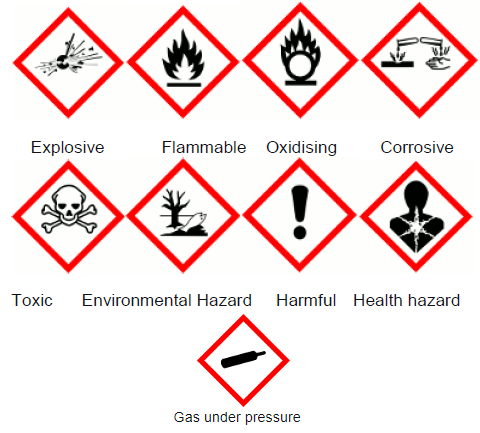 Explosive Flammable Oxidising Corrosive
Toxic Environmental Hazard Harmful Health hazard
Gas under pressure